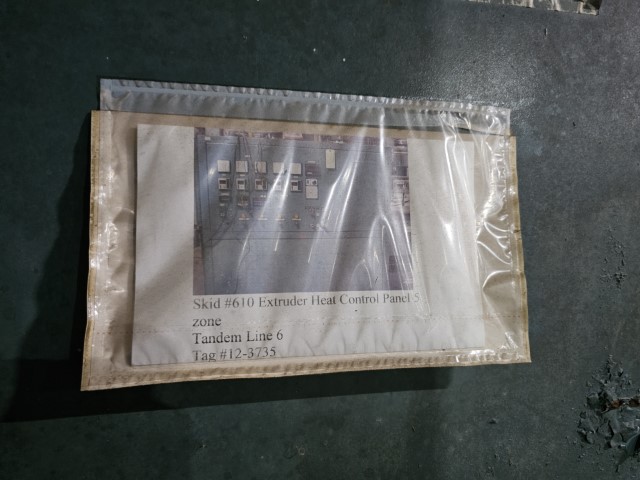 Skid #610 Extruder Heat Control Panel 5
zone
Tandem Line 6
Tag #12-3735